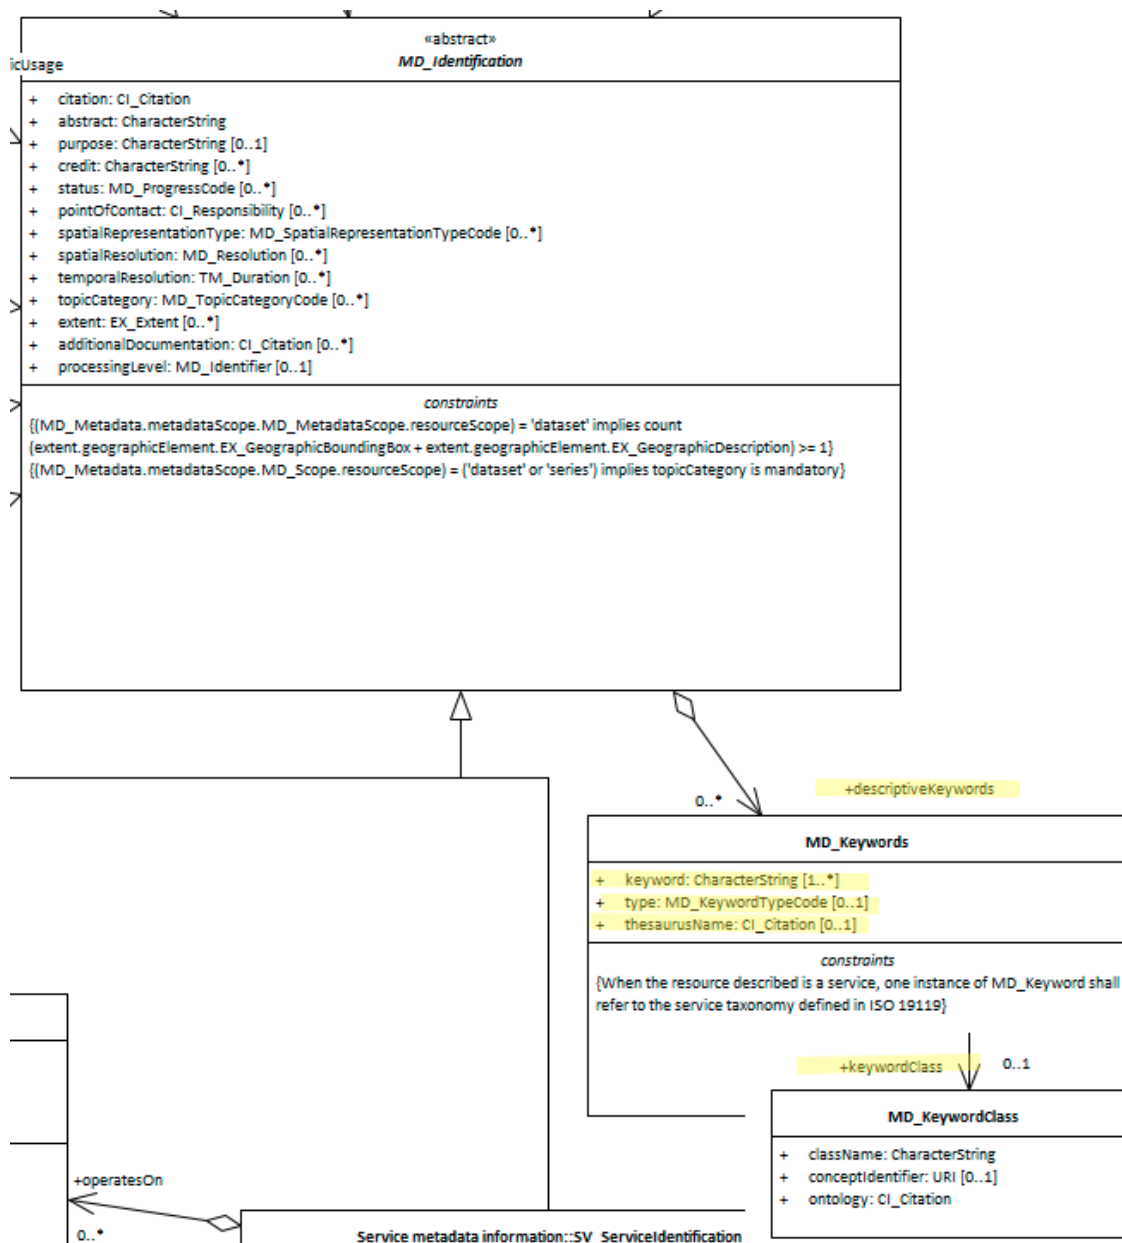 «abstract»
MD_Identification
icUsage
+ citation: CI_Citation
+ abstract: CharacterString
+ purpose: CharacterString [0..1]
+ credit: CharacterString [0..*]
+ status: MD_ProgressCode [0..*]
+ pointOfContact: CI_Responsibility [0..*]
+ spatialRepresentationType: MD_SpatialRepresentationTypeCode [0..*]
+ spatialResolution: MD_Resolution [0..*]
+ temporalResolution: TM_Duration [0..*]
+ topicCategory: MD_TopicCategoryCode [0..*]
+ extent: EX_Extent [0..*]
+ additionalDocumentation: CI_Citation [0..*]
+ processingLevel: MD_Identifier [0..1]
constraints
{(MD_Metadata.metadataScope.MD_MetadataScope.resourceScope) = 'dataset' implies count
(extent.geographicElement.EX_GeographicBoundingBox + extent.geographicElement.EX_GeographicDescription) >= 1}
{(MD_Metadata.metadataScope.MD_Scope.resourceScope) = ('dataset' or 'series') implies topicCategory is mandatory}
+descriptiveKeywords
0..*
MD_Keywords
+ keyword: CharacterString [1..*]
+ type: MD_KeywordTypeCode [0..1]
+ thesaurusName: CI_Citation [0..1]
constraints
{When the resource described is a service, one instance of MD_Keyword shall
refer to the service taxonomy defined in ISO 19119}
+keywordClass 0..1
MD_KeywordClass
+ className: CharacterString
+ conceptIdentifier: URI [0..1]
+ ontology: CI_Citation
+operatesOn
0..*
Service metadata information::SV_ServiceIdentification